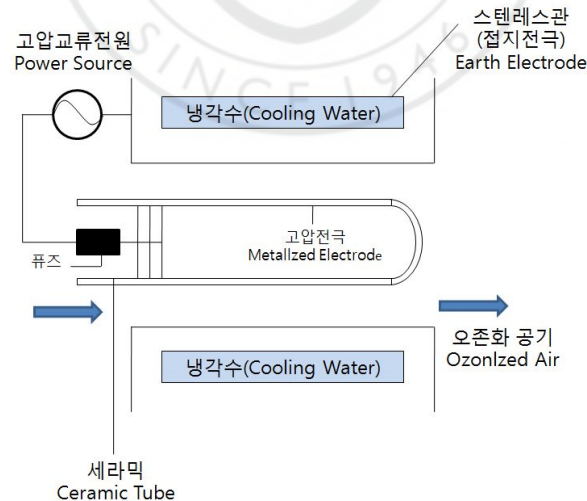 SINCE 1946
스텐레스관
(접지전극)
Earth Electrode
고압교류전원
Power Source
냉각수(Cooling Water)
고압전극
Metallzed Electrode
퓨즈
오존화 공기
Ozonlzed Air
냉각수(Cooling Water)
세라믹
Ceramic Tube